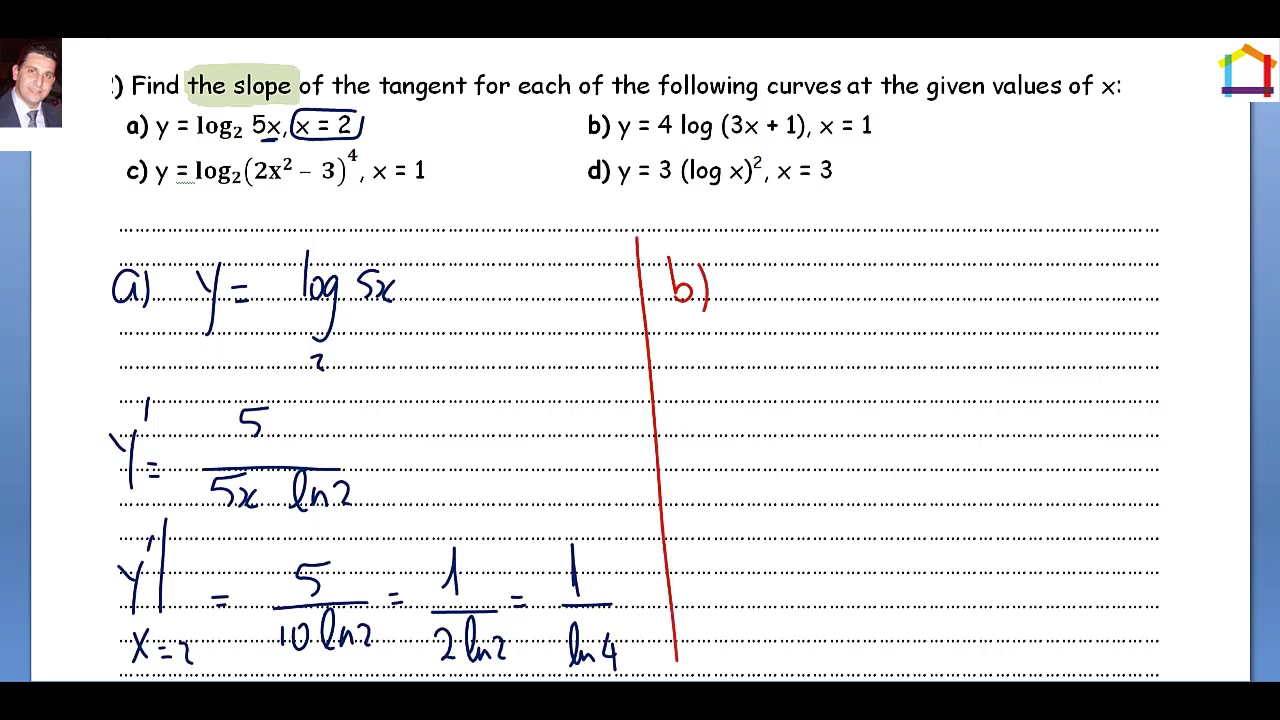 ) Find the slope of the tangent for each of the following curves at the given values of x:
a) y = log₂ 5x, x = 2 b) y = 4 log (3x + 1), x = 1
c) y = log₂(2x² – 3)⁴, x = 1 d) y = 3 (log x)², x = 3
a) y = log₂ 5x b)
y' = 5 / 5x ln2
y'| x=2 = 5 / 10 ln2 = 1 / 2 ln2 = 1 / ln4